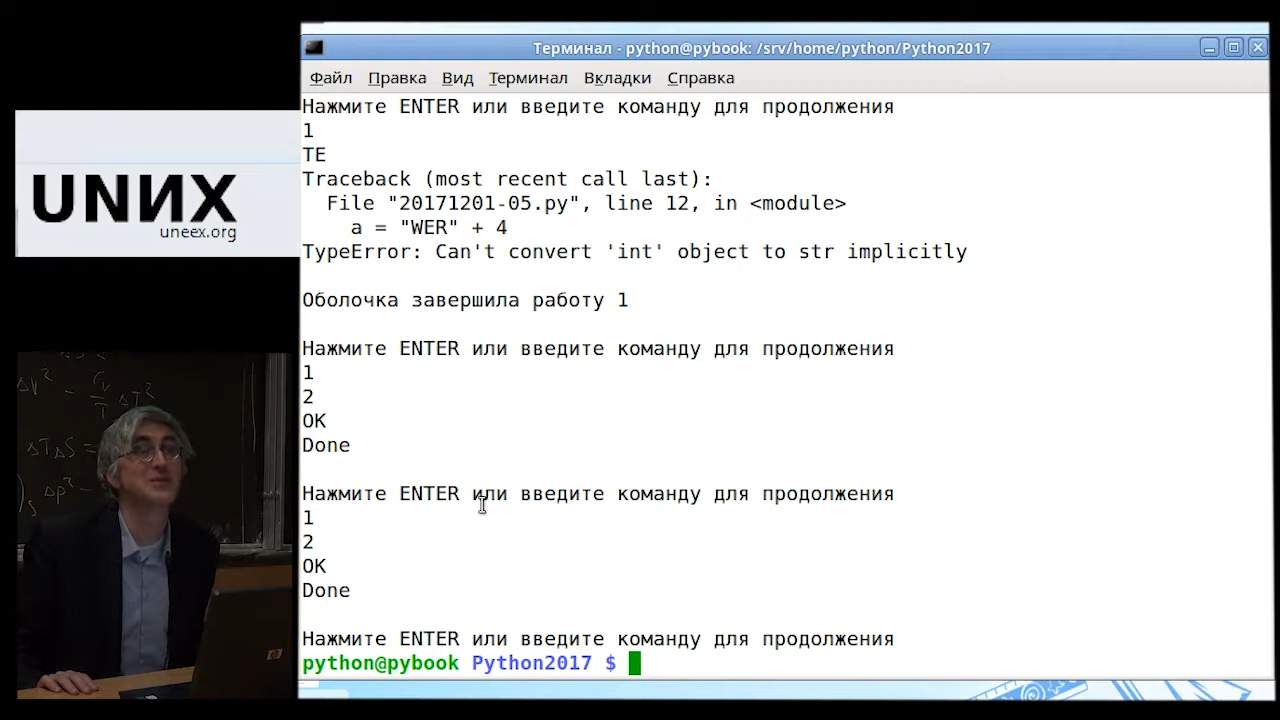 Терминал - python@pybook: /srv/home/python/Python2017
Файл Правка Вид Терминал Вкладки Справка
Нажмите ENTER или введите команду для продолжения
1
TE
Traceback (most recent call last):
File "20171201-05.py", line 12, in <module>
a = "WER" + 4
TypeError: Can't convert 'int' object to str implicitly
Оболочка завершила работу 1
Нажмите ENTER или введите команду для продолжения
1
2
OK
Done
Нажмите ENTER или введите команду для продолжения
1
2
OK
Done
Нажмите ENTER или введите команду для продолжения
python@pybook Python2017 $
UNИX
uneex.org